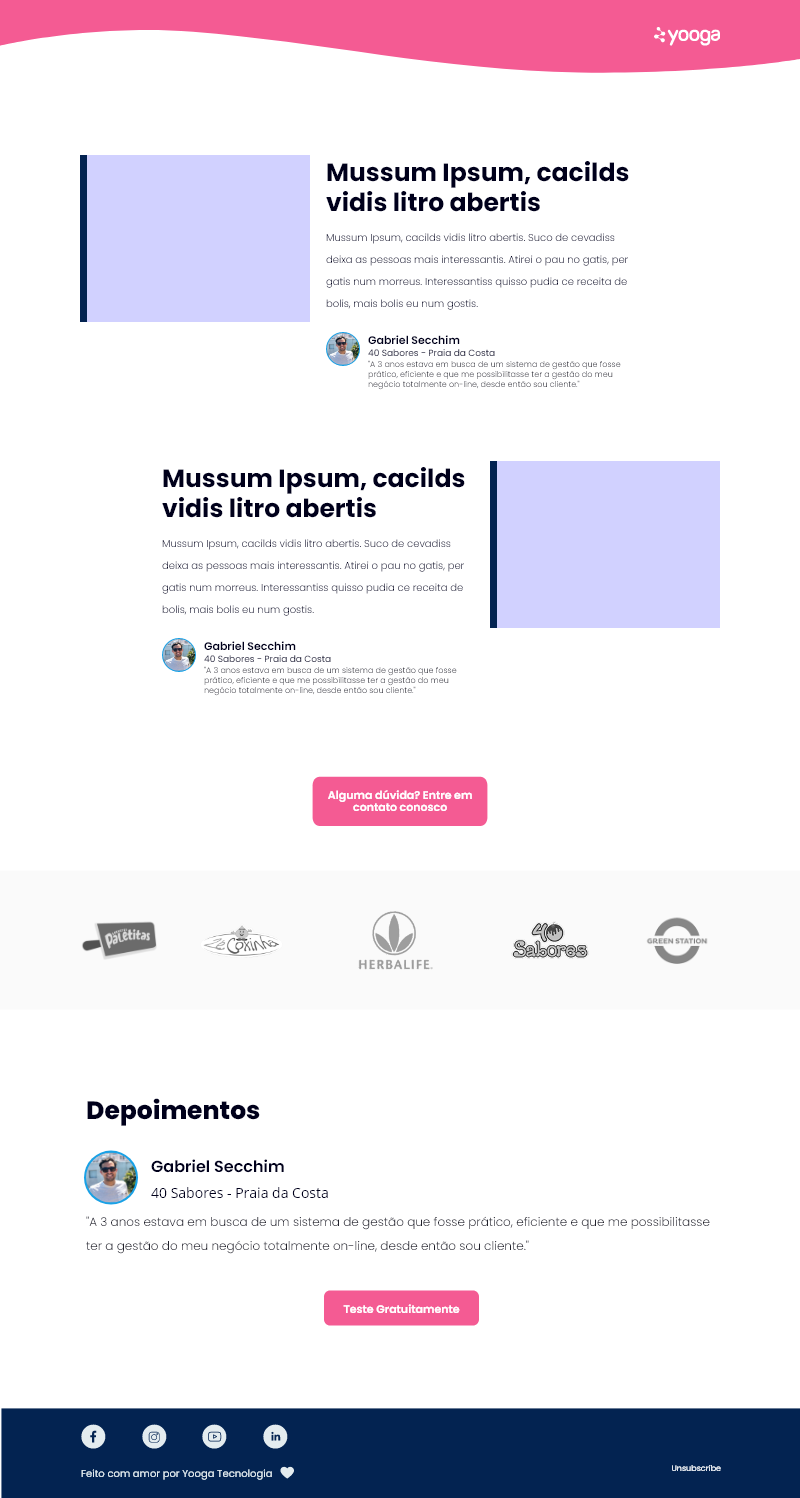 yooga
Mussum Ipsum, cacilds
vidis litro abertis
Mussum Ipsum, cacilds vidis litro abertis. Suco de cevadiss
deixa as pessoas mais interessantis. Atirei o pau no gatis, per
gatis num morreus. Interessantiss quisso pudia ce receita de
bolis, mais bolis eu num gostis.
Gabriel Secchim
40 Sabores - Praia da Costa
"A 3 anos estava em busca de um sistema de gestão que fosse
prático, eficiente e que me possibilitasse ter a gestão do meu
negócio totalmente on-line, desde então sou cliente."
Mussum Ipsum, cacilds
vidis litro abertis
Mussum Ipsum, cacilds vidis litro abertis. Suco de cevadiss
deixa as pessoas mais interessantis. Atirei o pau no gatis, per
gatis num morreus. Interessantiss quisso pudia ce receita de
bolis, mais bolis eu num gostis.
Gabriel Secchim
40 Sabores - Praia da Costa
"A 3 anos estava em busca de um sistema de gestão que fosse
prático, eficiente e que me possibilitasse ter a gestão do meu
negócio totalmente on-line, desde então sou cliente."
Alguma dúvida? Entre em
contato conosco
Paletitas
Zé Coxinha
HERBALIFE
40 Sabores
GREEN STATION
Depoimentos
Gabriel Secchim
40 Sabores - Praia da Costa
"A 3 anos estava em busca de um sistema de gestão que fosse prático, eficiente e que me possibilitasse
ter a gestão do meu negócio totalmente on-line, desde então sou cliente."
Teste Gratuitamente
Feito com amor por Yooga Tecnologia
Unsubscribe